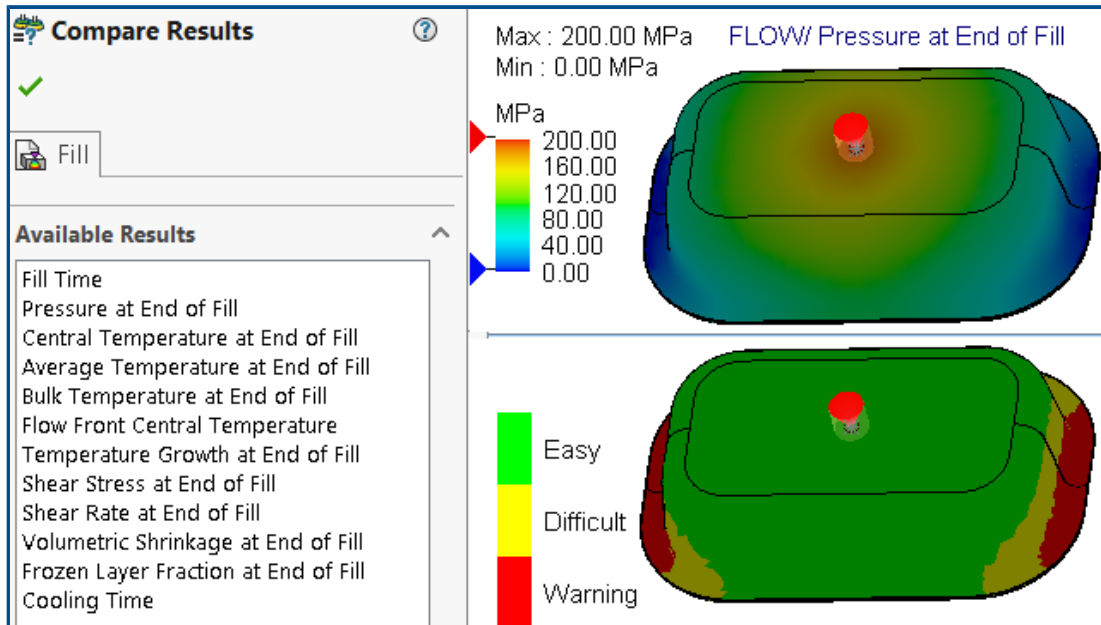 Compare Results
Fill
Available Results
Fill Time
Pressure at End of Fill
Central Temperature at End of Fill
Average Temperature at End of Fill
Bulk Temperature at End of Fill
Flow Front Central Temperature
Temperature Growth at End of Fill
Shear Stress at End of Fill
Shear Rate at End of Fill
Volumetric Shrinkage at End of Fill
Frozen Layer Fraction at End of Fill
Cooling Time
Max : 200.00 MPa FLOW/ Pressure at End of Fill
Min : 0.00 MPa
MPa
200.00
160.00
120.00
80.00
40.00
0.00
Easy
Difficult
Warning